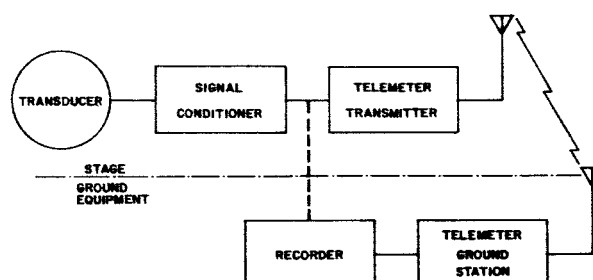 TRANSDUCER
SIGNAL
CONDITIONER
TELEMETER
TRANSMITTER
STAGE
GROUND
EQUIPMENT
RECORDER
TELEMETER
GROUND
STATION